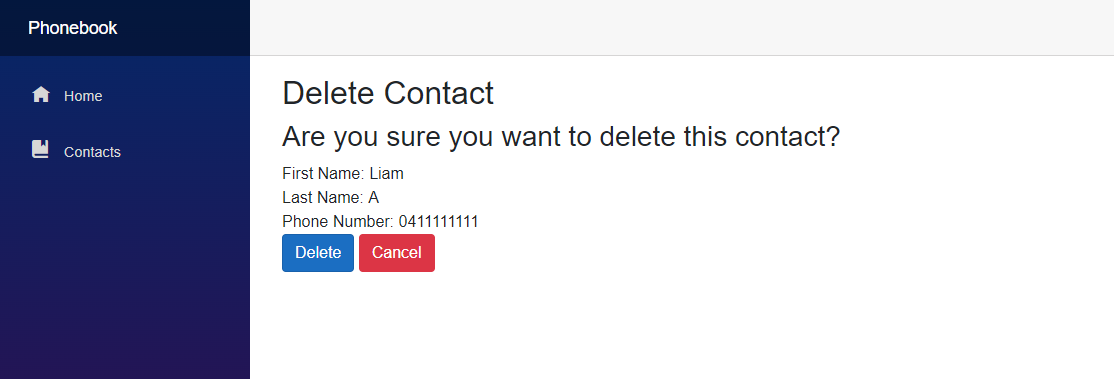 Phonebook
Home
Contacts
Delete Contact
Are you sure you want to delete this contact?
First Name: Liam
Last Name: A
Phone Number: 0411111111
Delete Cancel